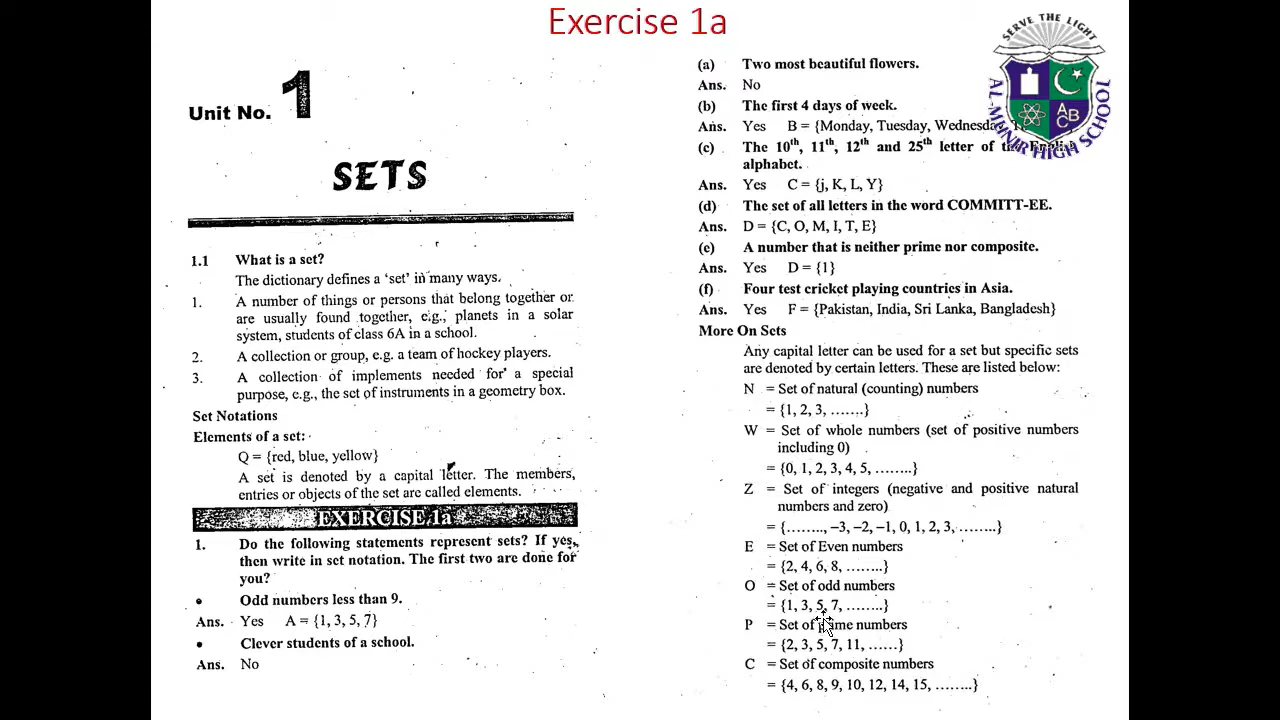 Exercise 1a
Unit No. 1
SETS
1.1 What is a set?
The dictionary defines a ‘set’ in many ways.
1. A number of things or persons that belong together or
are usually found together, e.g., planets in a solar
system, students of class 6A in a school.
2. A collection or group, e.g. a team of hockey players.
3. A collection of implements needed for a special
purpose, e.g., the set of instruments in a geometry box.
Set Notations
Elements of a set:
Q = {red, blue, yellow}
A set is denoted by a capital letter. The members,
entries or objects of the set are called elements.
EXERCISE 1a
1. Do the following statements represent sets? If yes,
then write in set notation. The first two are done for
you?
• Odd numbers less than 9.
Ans. Yes A = {1, 3, 5, 7}
• Clever students of a school.
Ans. No
(a) Two most beautiful flowers.
Ans. No
(b) The first 4 days of week.
Ans. Yes B = {Monday, Tuesday, Wednesday
(c) The 10th, 11th, 12th and 25th letter of the English
alphabet.
Ans. Yes C = {j, K, L, Y}
(d) The set of all letters in the word COMMITT-EE.
Ans. D = {C, O, M, I, T, E}
(e) A number that is neither prime nor composite.
Ans. Yes D = {1}
(f) Four test cricket playing countries in Asia.
Ans. Yes F = {Pakistan, India, Sri Lanka, Bangladesh}
More On Sets
Any capital letter can be used for a set but specific sets
are denoted by certain letters. These are listed below:
N = Set of natural (counting) numbers
= {1, 2, 3, .......}
W = Set of whole numbers (set of positive numbers
including 0)
= {0, 1, 2, 3, 4, 5, ........}
Z = Set of integers (negative and positive natural
numbers and zero)
= {........, –3, –2, –1, 0, 1, 2, 3, ........}
E = Set of Even numbers
= {2, 4, 6, 8, ........}
O = Set of odd numbers
= {1, 3, 5, 7, ........}
P = Set of prime numbers
= {2, 3, 5, 7, 11, ......}
C = Set of composite numbers
= {4, 6, 8, 9, 10, 12, 14, 15, ........}
SERVE THE LIGHT
A B C
AL-MUNIR HIGH SCHOOL